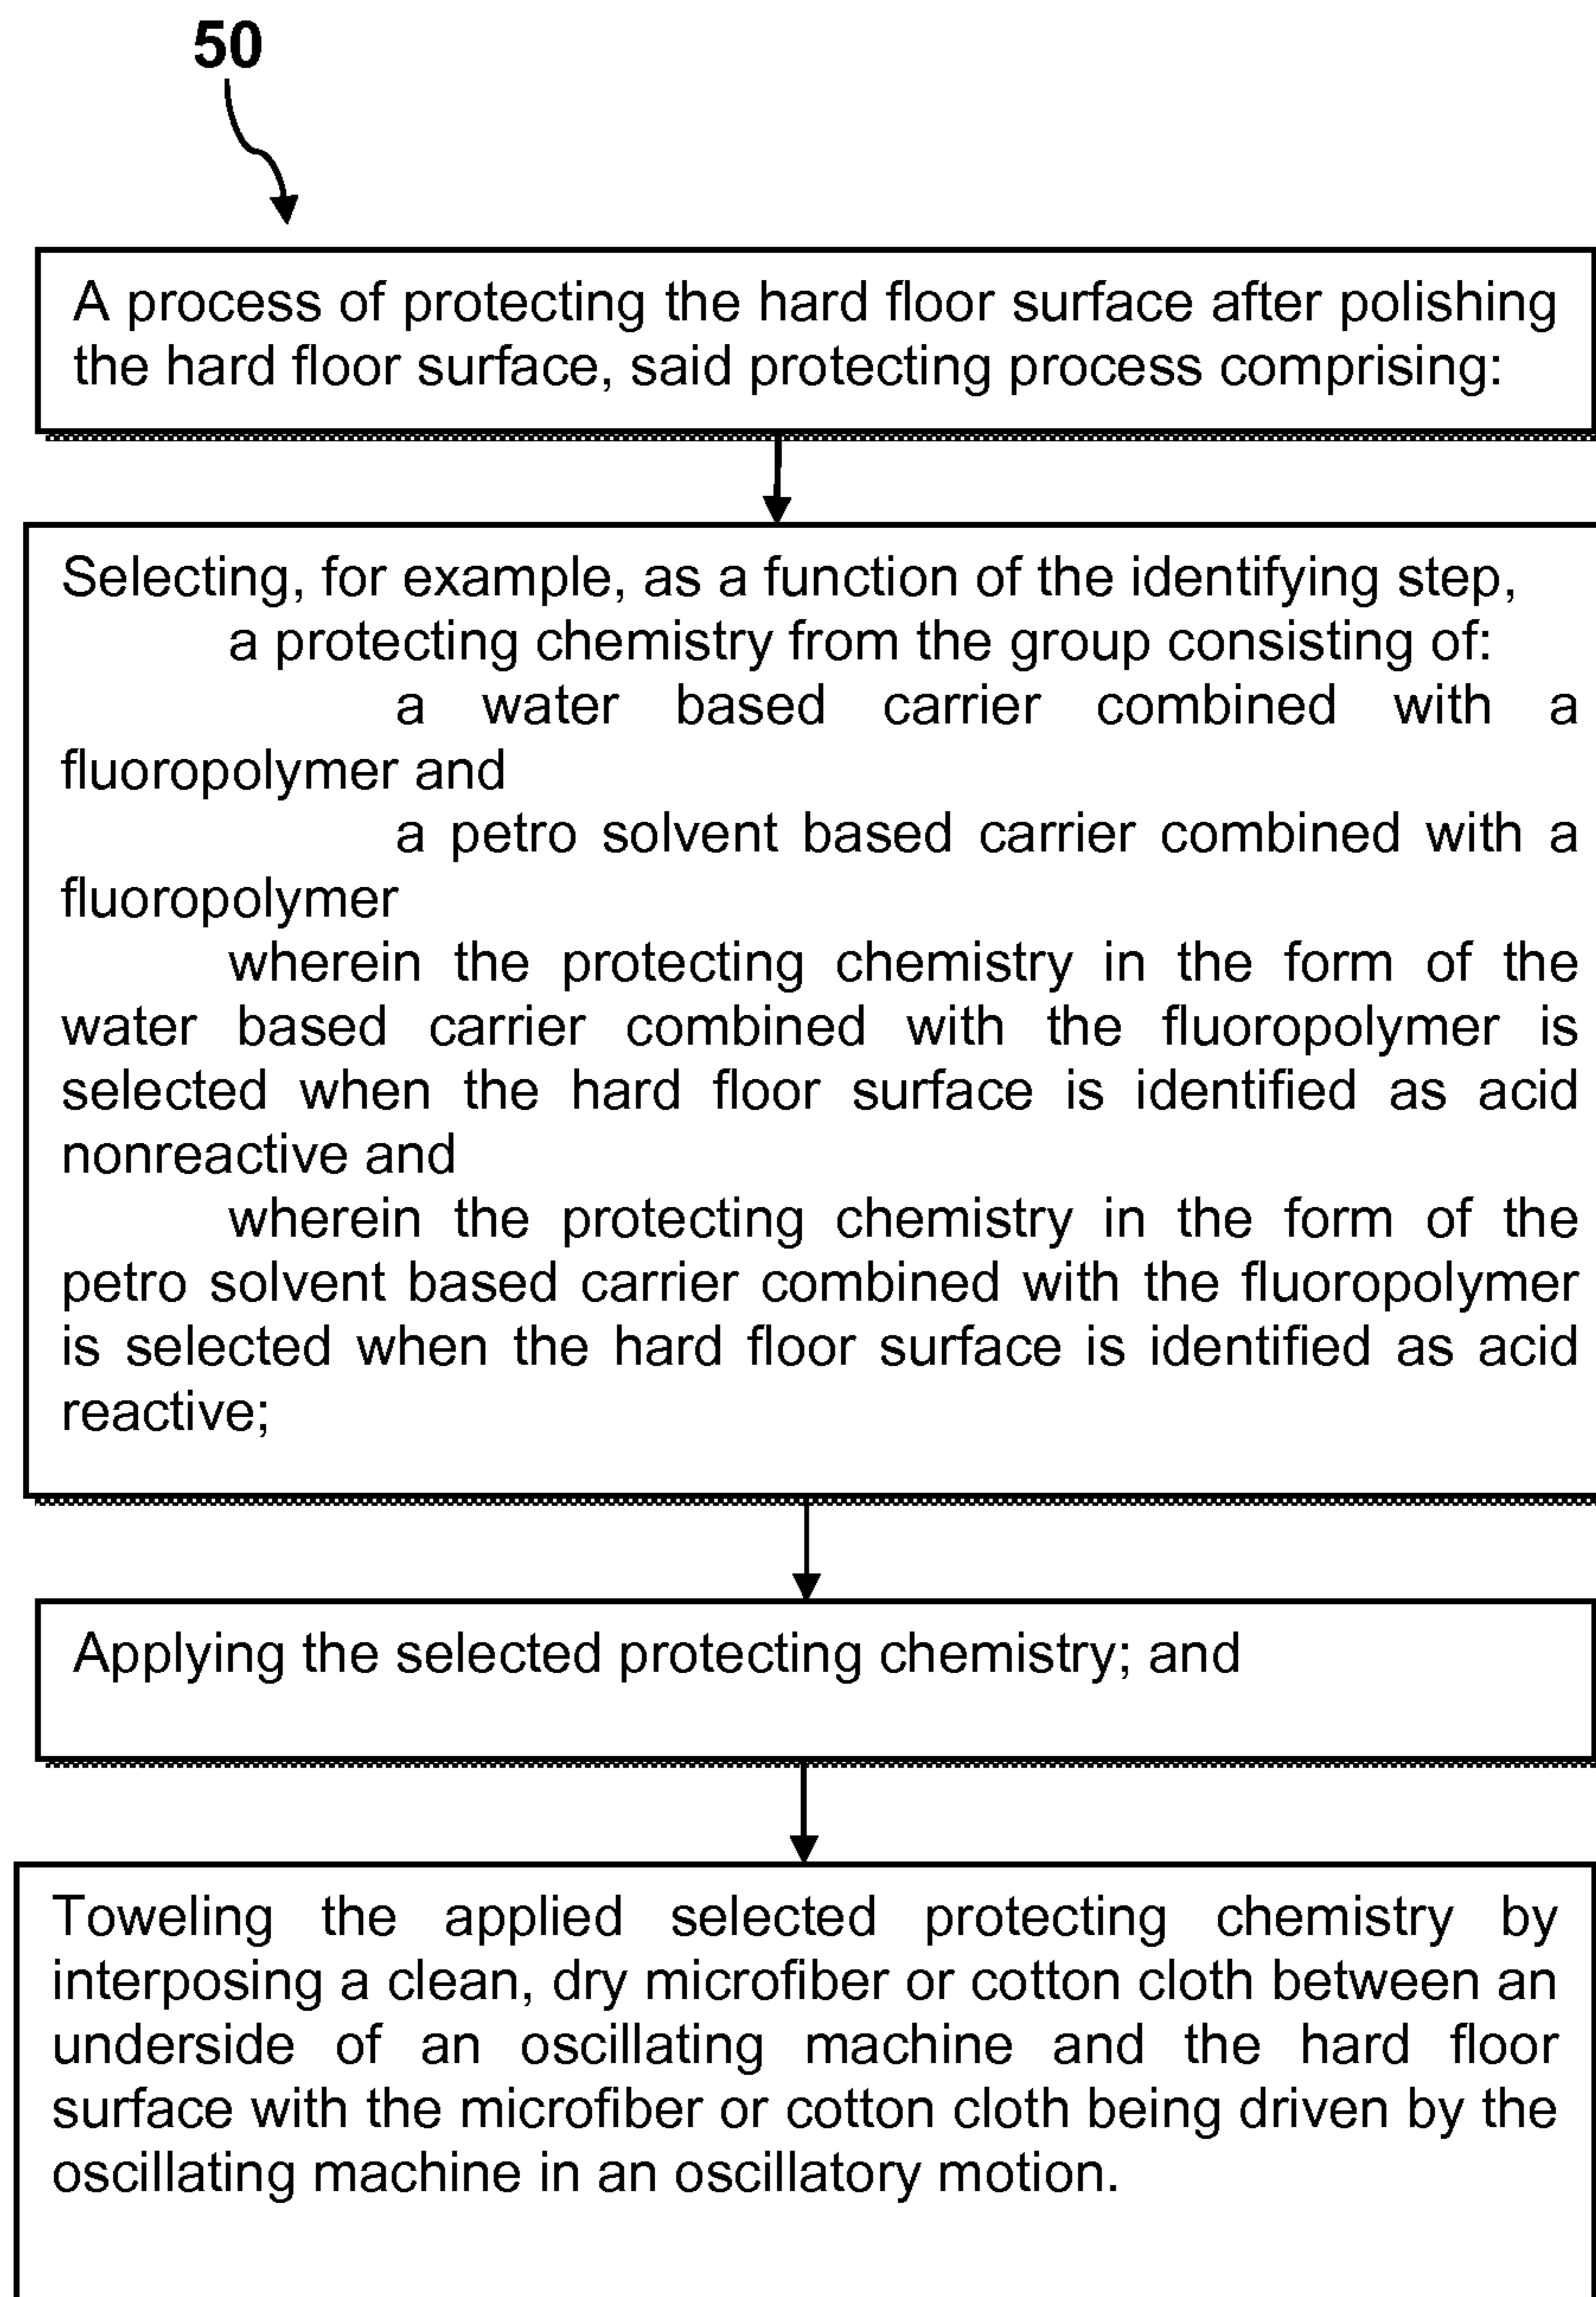 50
A process of protecting the hard floor surface after polishing
the hard floor surface, said protecting process comprising:
Selecting, for example, as a function of the identifying step,
a protecting chemistry from the group consisting of:
a water based carrier combined with a
fluoropolymer and
a petro solvent based carrier combined with a
fluoropolymer
wherein the protecting chemistry in the form of the
water based carrier combined with the fluoropolymer is
selected when the hard floor surface is identified as acid
nonreactive and
wherein the protecting chemistry in the form of the
petro solvent based carrier combined with the fluoropolymer
is selected when the hard floor surface is identified as acid
reactive;
Applying the selected protecting chemistry; and
Toweling the applied selected protecting chemistry by
interposing a clean, dry microfiber or cotton cloth between an
underside of an oscillating machine and the hard floor
surface with the microfiber or cotton cloth being driven by the
oscillating machine in an oscillatory motion.